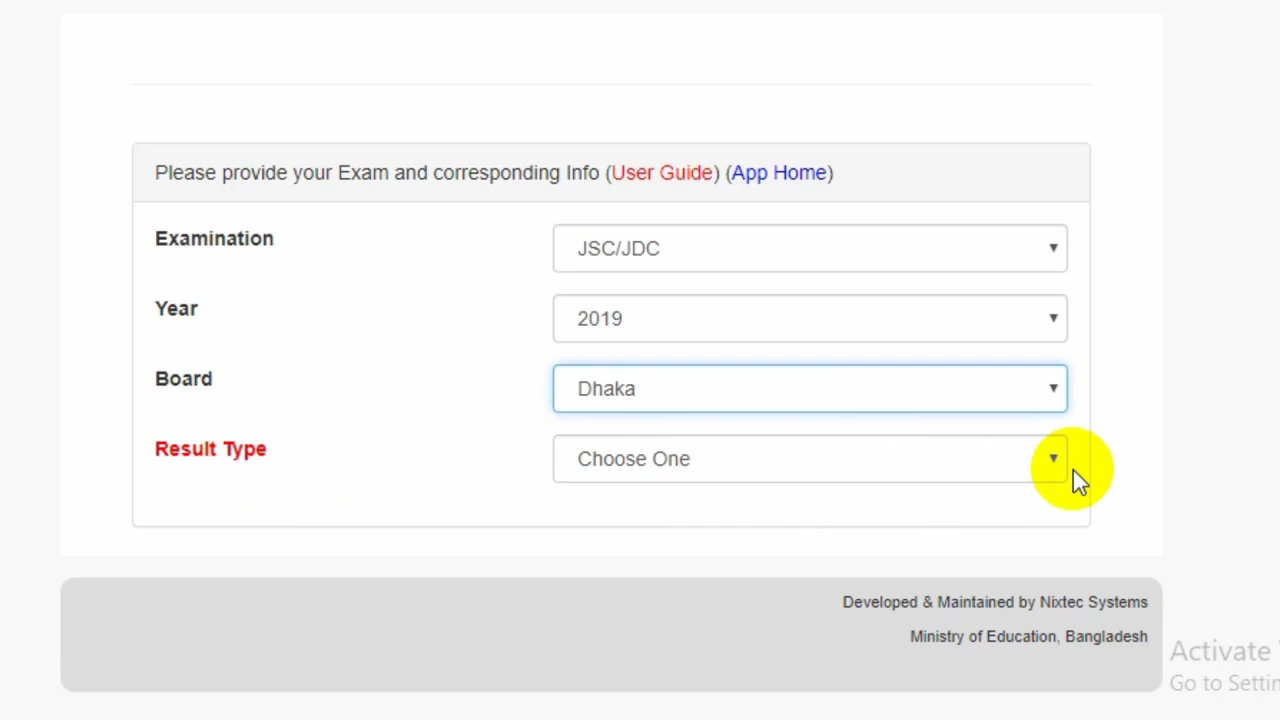 Please provide your Exam and corresponding Info (User Guide) (App Home)
Examination
JSC/JDC
Year
2019
Board
Dhaka
Result Type
Choose One
Developed & Maintained by Nixtec Systems
Ministry of Education, Bangladesh
Activate
Go to